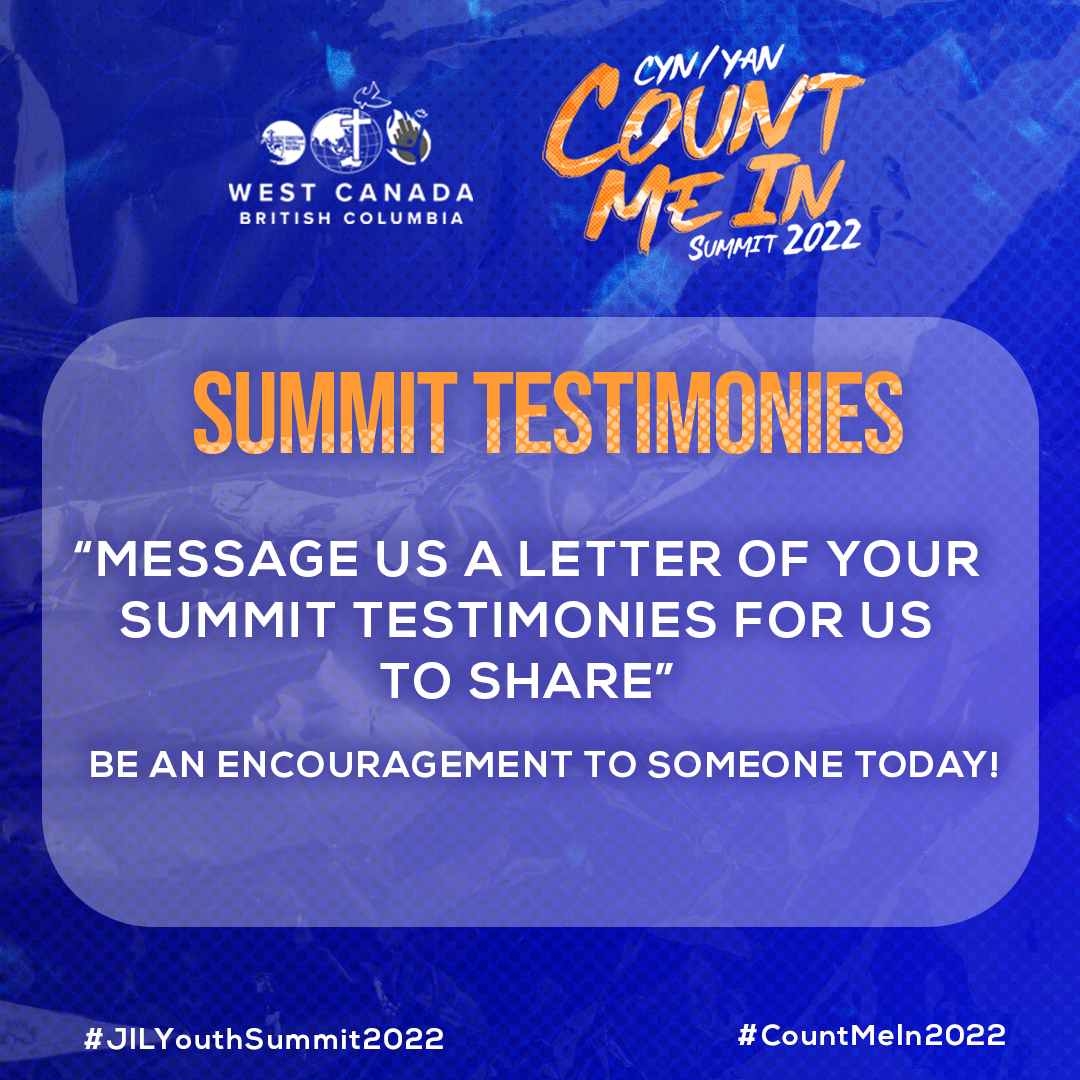 WEST CANADA
BRITISH COLUMBIA
CYN/YAN
COUNT
ME IN
SUMMIT 2022
SUMMIT TESTIMONIES
“MESSAGE US A LETTER OF YOUR
SUMMIT TESTIMONIES FOR US
TO SHARE”
BE AN ENCOURAGEMENT TO SOMEONE TODAY!
#JILYouthSummit2022
#CountMeIn2022